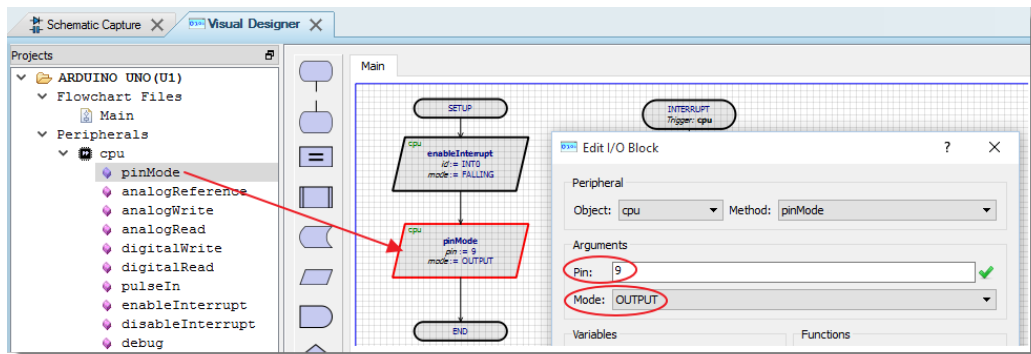 Schematic Capture
Visual Designer
Projects
ARDUINO UNO(U1)
Flowchart Files
Main
Peripherals
cpu
pinMode
analogReference
analogWrite
analogRead
digitalWrite
digitalRead
pulseIn
enableInterrupt
disableInterrupt
debug
Main
SETUP
cpu
enableInterrupt
id := INT0
mode := FALLING
cpu
pinMode
pin := 9
mode := OUTPUT
END
INTERRUPT
Trigger: cpu
Edit I/O Block
?
Peripheral
Object: cpu Method: pinMode
Arguments
Pin: 9
Mode: OUTPUT
Variables Functions